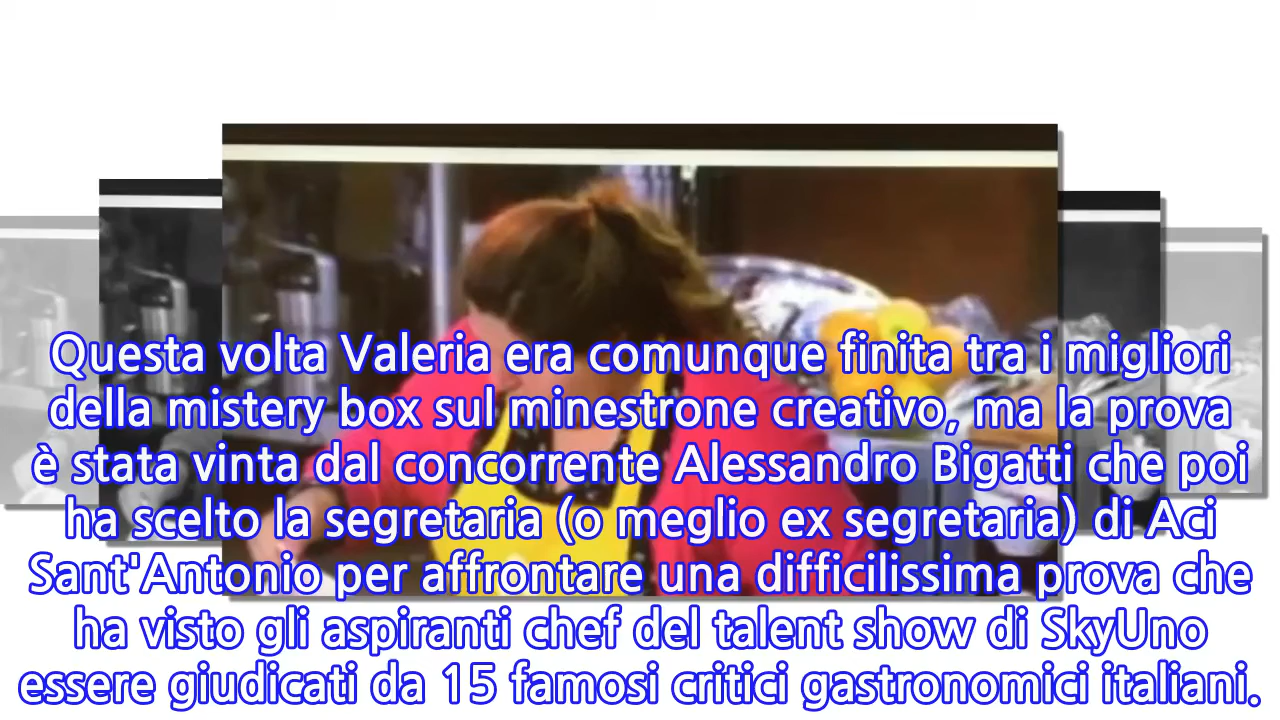 Questa volta Valeria era comunque finita tra i migliori
della mistery box sul minestrone creativo, ma la prova
è stata vinta dal concorrente Alessandro Bigatti che poi
ha scelto la segretaria (o meglio ex segretaria) di Aci
Sant'Antonio per affrontare una difficilissima prova che
ha visto gli aspiranti chef del talent show di SkyUno
essere giudicati da 15 famosi critici gastronomici italiani.